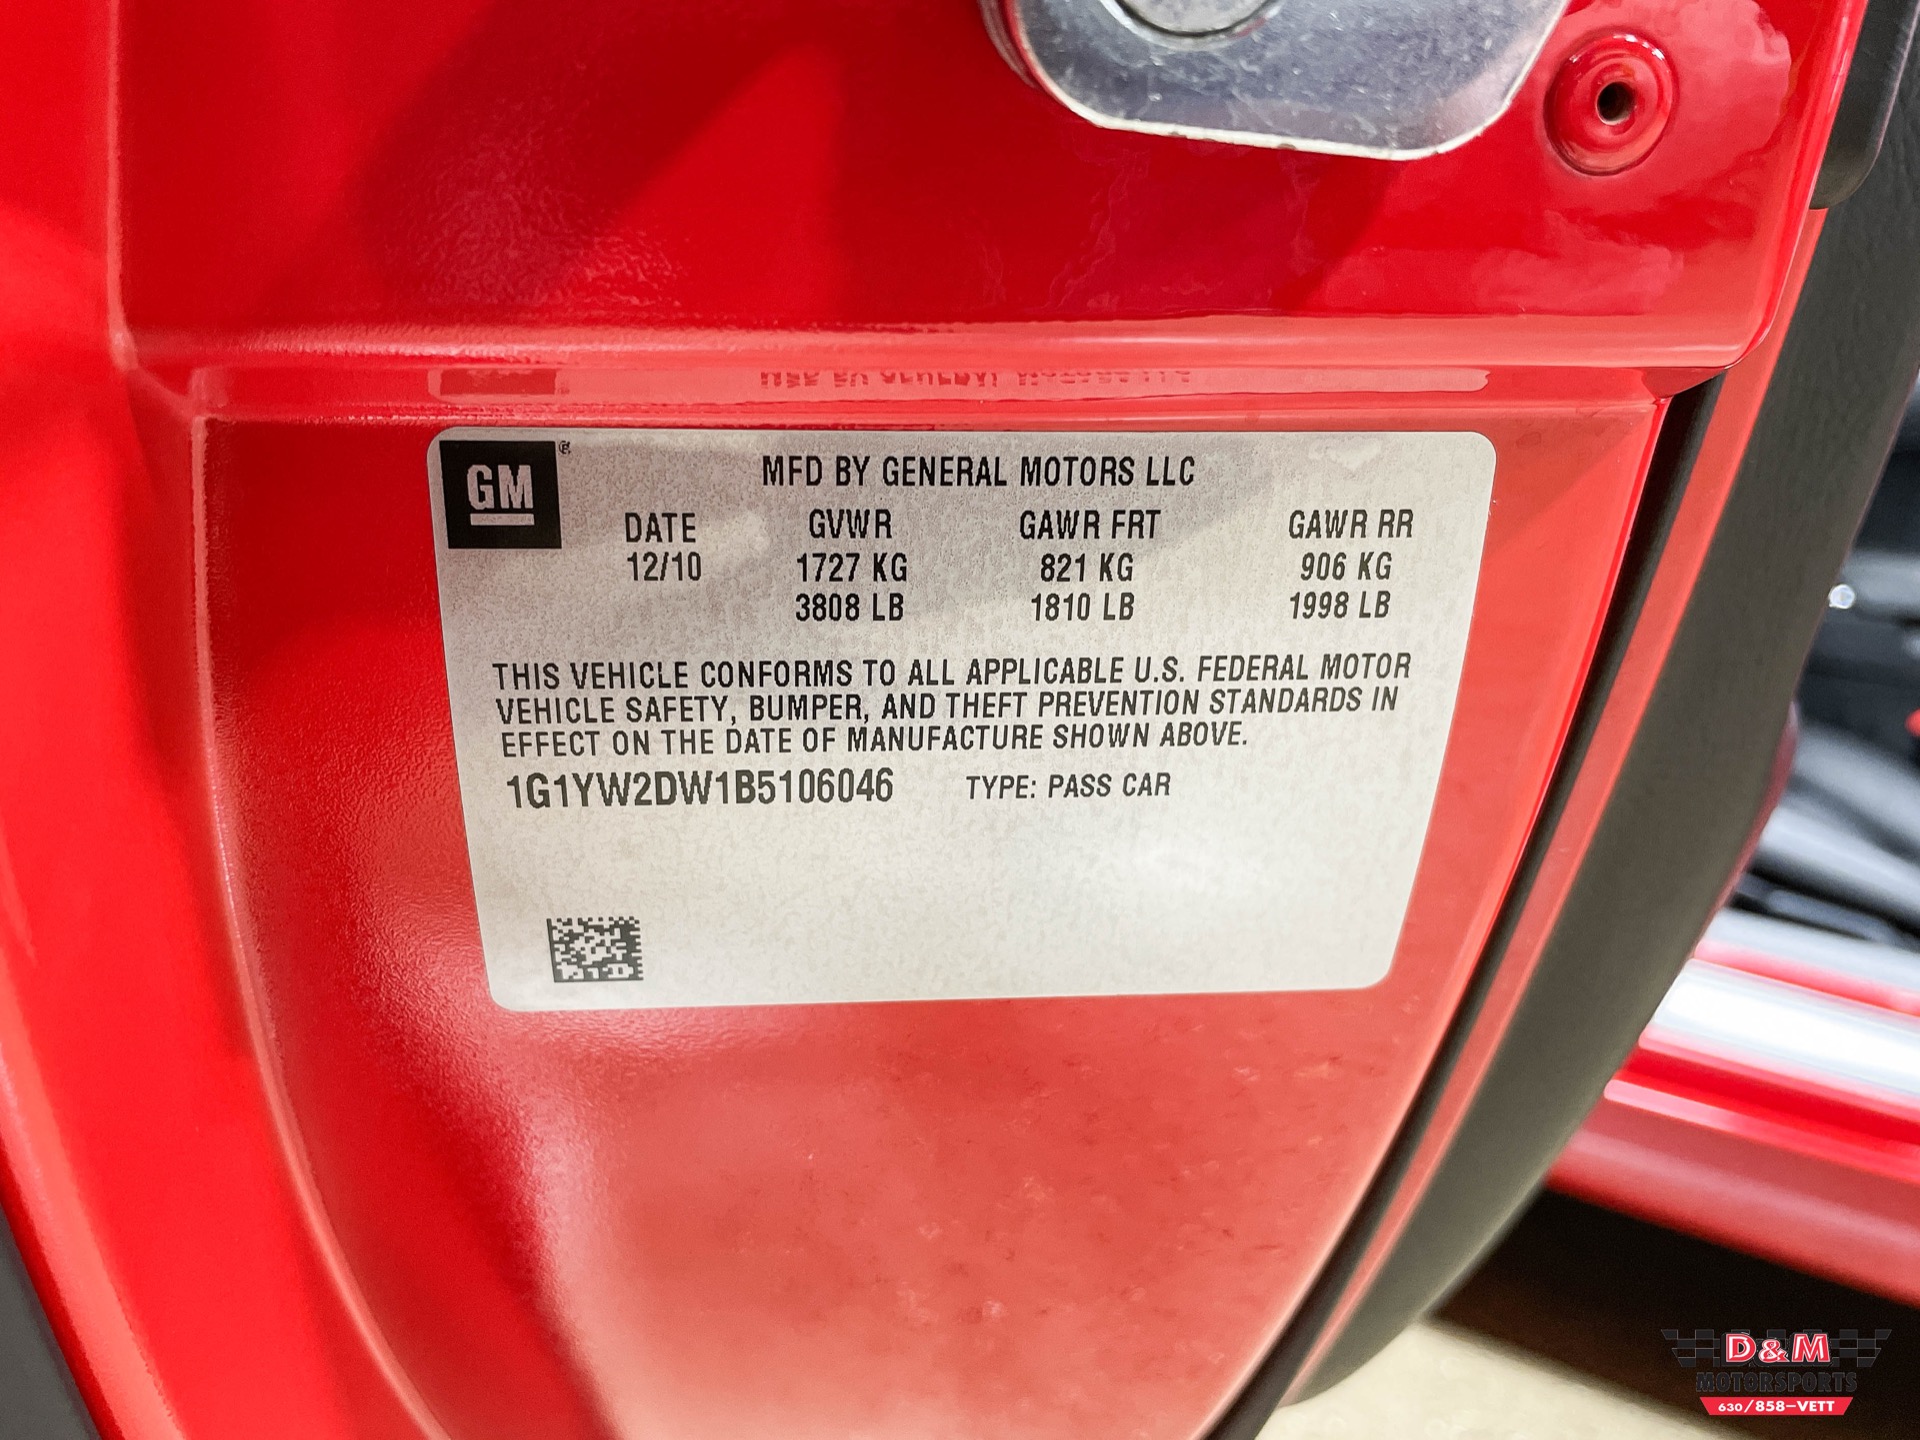 GM®
MFD BY GENERAL MOTORS LLC
DATE GVWR GAWR FRT GAWR RR
12/10 1727 KG 821 KG 906 KG
3808 LB 1810 LB 1998 LB
THIS VEHICLE CONFORMS TO ALL APPLICABLE U.S. FEDERAL MOTOR
VEHICLE SAFETY, BUMPER, AND THEFT PREVENTION STANDARDS IN
EFFECT ON THE DATE OF MANUFACTURE SHOWN ABOVE.
1G1YW2DW1B5106046 TYPE: PASS CAR
D&M
MOTORSPORTS
630/858-VETT